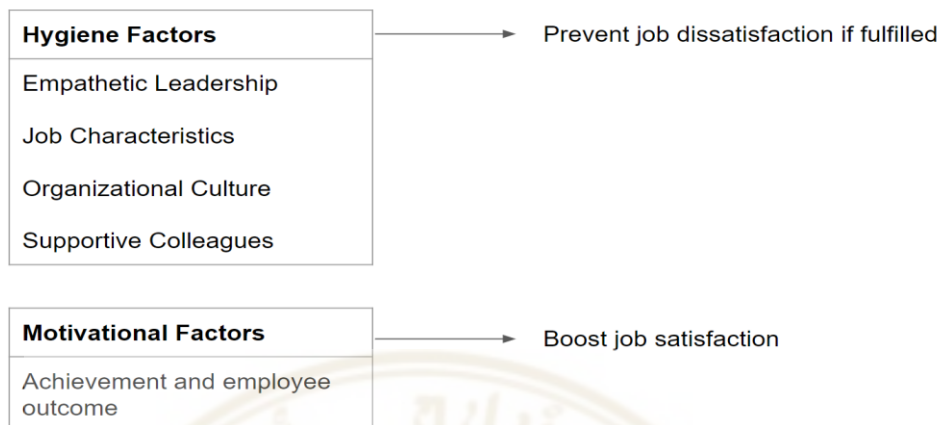 Hygiene Factors
Prevent job dissatisfaction if fulfilled
Empathetic Leadership
Job Characteristics
Organizational Culture
Supportive Colleagues
Motivational Factors
Boost job satisfaction
Achievement and employee
outcome